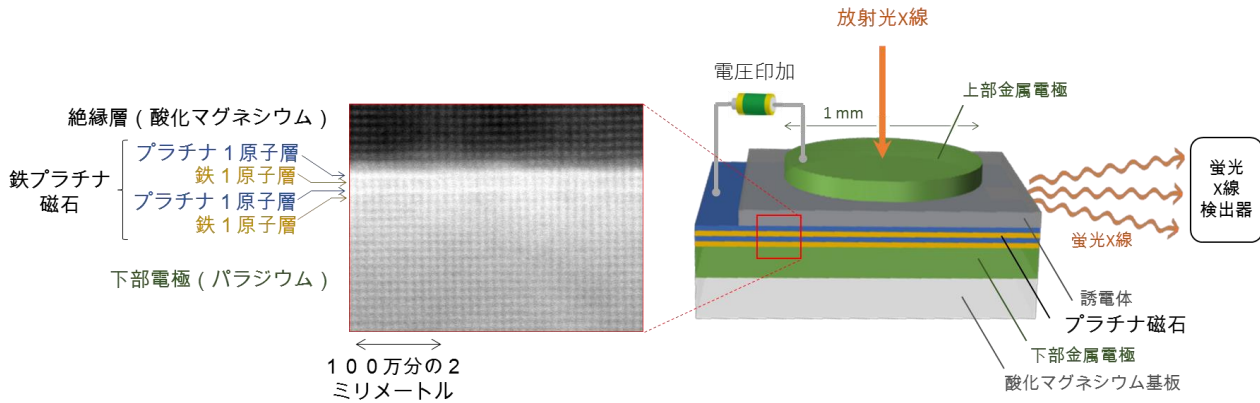 絶縁層（酸化マグネシウム）
鉄プラチナ
磁石
プラチナ１原子層
鉄１原子層
プラチナ１原子層
鉄１原子層
下部電極（パラジウム）
１００万分の２
ミリメートル
放射光X線
電圧印加
1 mm
上部金属電極
蛍光
X線
検出器
蛍光X線
誘電体
プラチナ磁石
下部金属電極
酸化マグネシウム基板